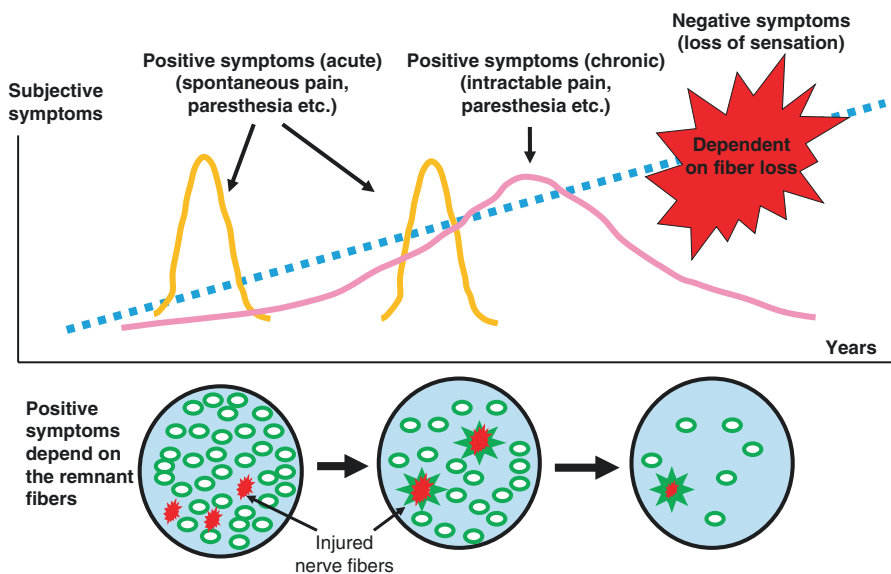 Negative symptoms
(loss of sensation)
Positive symptoms (acute)
(spontaneous pain,
paresthesia etc.)
Positive symptoms (chronic)
(intractable pain,
paresthesia etc.)
Subjective
symptoms
Dependent
on fiber loss
Years
Positive
symptoms
depend on
the remnant
fibers
Injured
nerve fibers